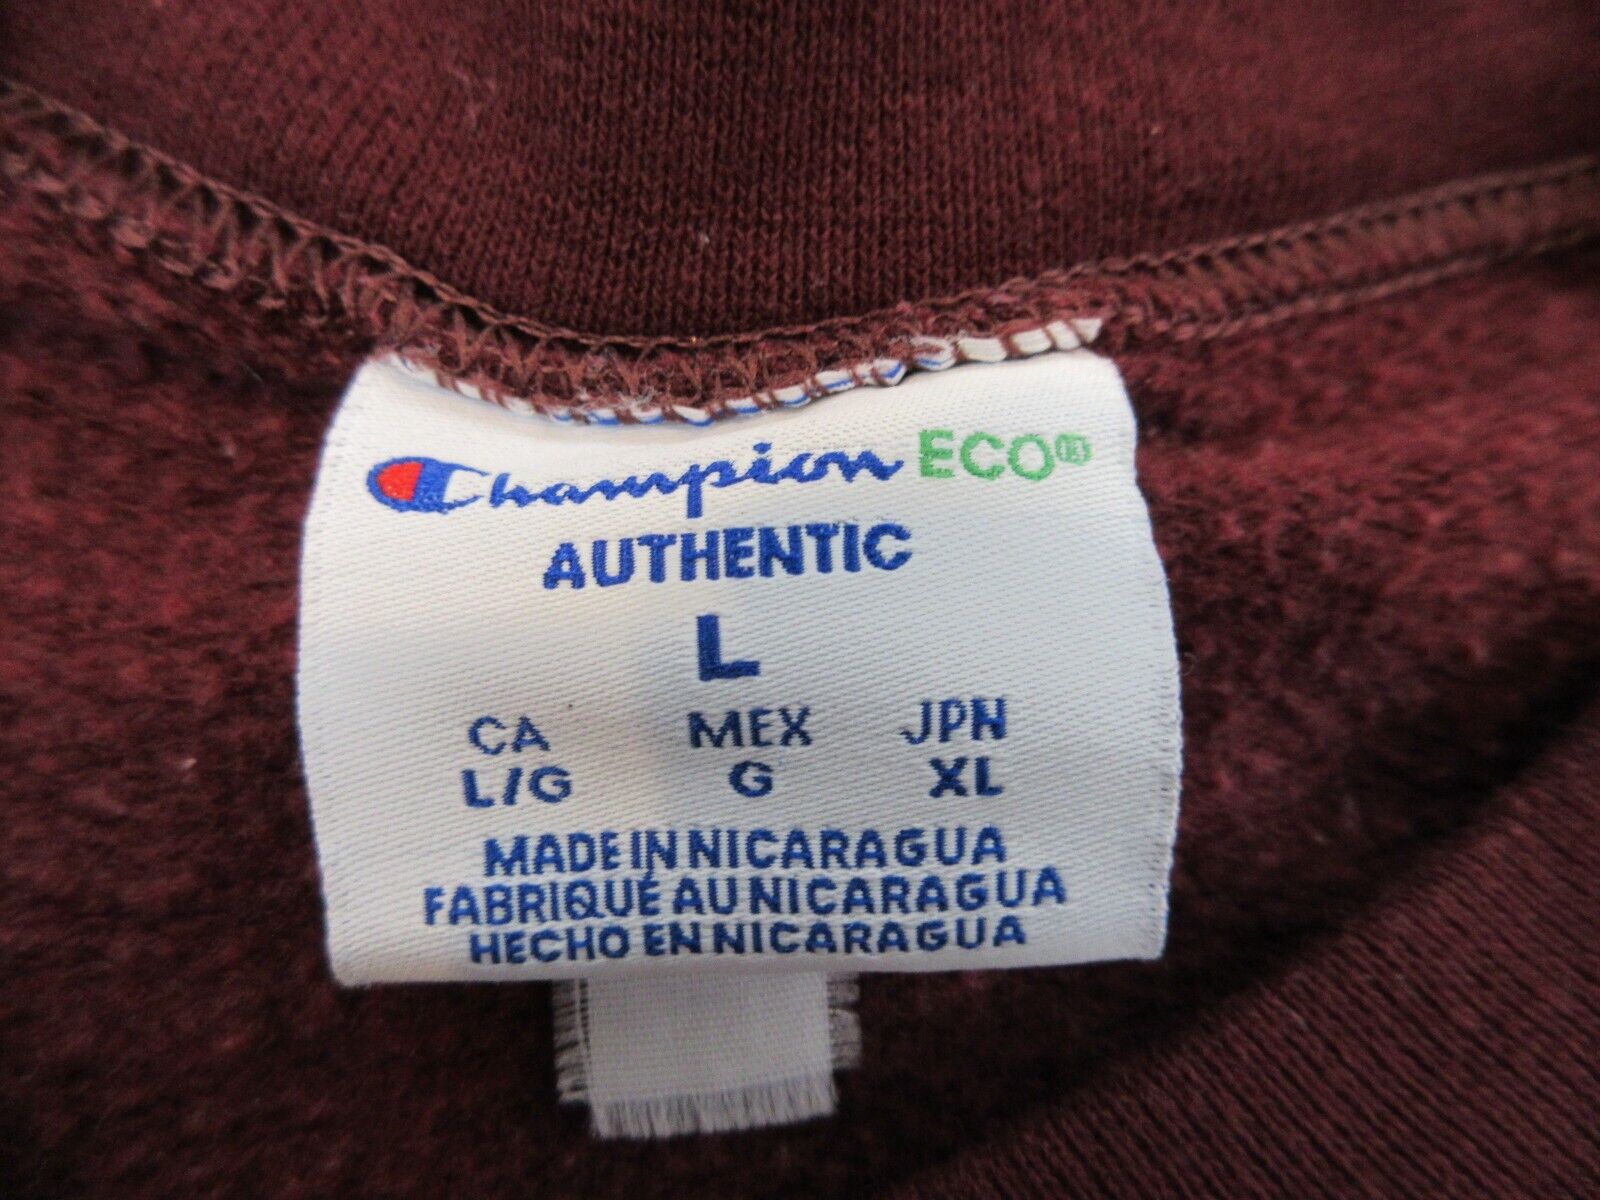 Champion ECO®
AUTHENTIC
L
CA MEX JPN
L/G G XL
MADE IN NICARAGUA
FABRIQUÉ AU NICARAGUA
HECHO EN NICARAGUA